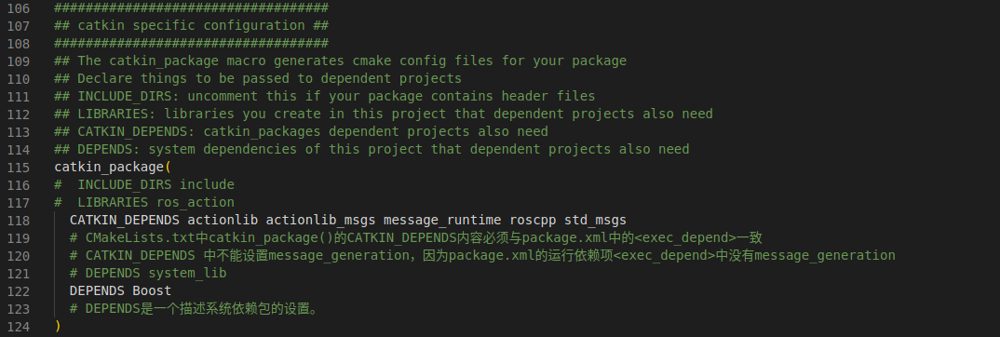 106 ###################################
107 ## catkin specific configuration ##
108 ###################################
109 ## The catkin_package macro generates cmake config files for your package
110 ## Declare things to be passed to dependent projects
111 ## INCLUDE_DIRS: uncomment this if your package contains header files
112 ## LIBRARIES: libraries you create in this project that dependent projects also need
113 ## CATKIN_DEPENDS: catkin_packages dependent projects also need
114 ## DEPENDS: system dependencies of this project that dependent projects also need
115 catkin_package(
116 #  INCLUDE_DIRS include
117 #  LIBRARIES ros_action
118   CATKIN_DEPENDS actionlib actionlib_msgs message_runtime roscpp std_msgs
119   # CMakeLists.txt中catkin_package()的CATKIN_DEPENDS内容必须与package.xml中的<exec_depend>一致
120   # CATKIN_DEPENDS 中不能设置message_generation，因为package.xml的运行依赖项<exec_depend>中没有message_generation
121   # DEPENDS system_lib
122   DEPENDS Boost
123   # DEPENDS是一个描述系统依赖包的设置。
124 )